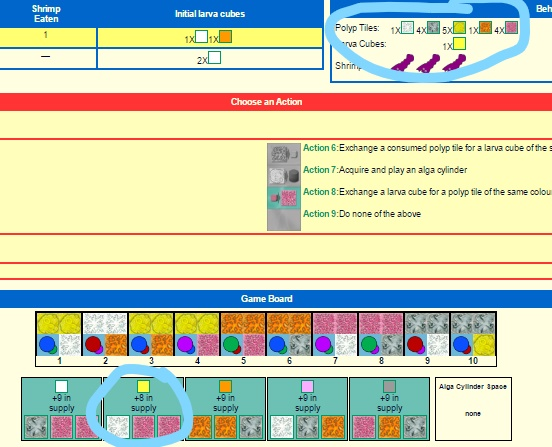 Shrimp
Eaten
Initial larva cubes
Beh
1
1X 1X
—
2X
Polyp Tiles: 1X 4X 5X 1X 4X
rva Cubes: 1X
Shrim
Choose an Action
Action 6:Exchange a consumed polyp tile for a larva cube of the s
Action 7:Acquire and play an alga cylinder
Action 8:Exchange a larva cube for a polyp tile of the same colou
Action 9:Do none of the above
Game Board
1 2 3 4 5 6 7 8 9 10
+9 in
supply
+8 in
supply
+9 in
supply
+9 in
supply
+9 in
supply
Alga Cylinder Space
none